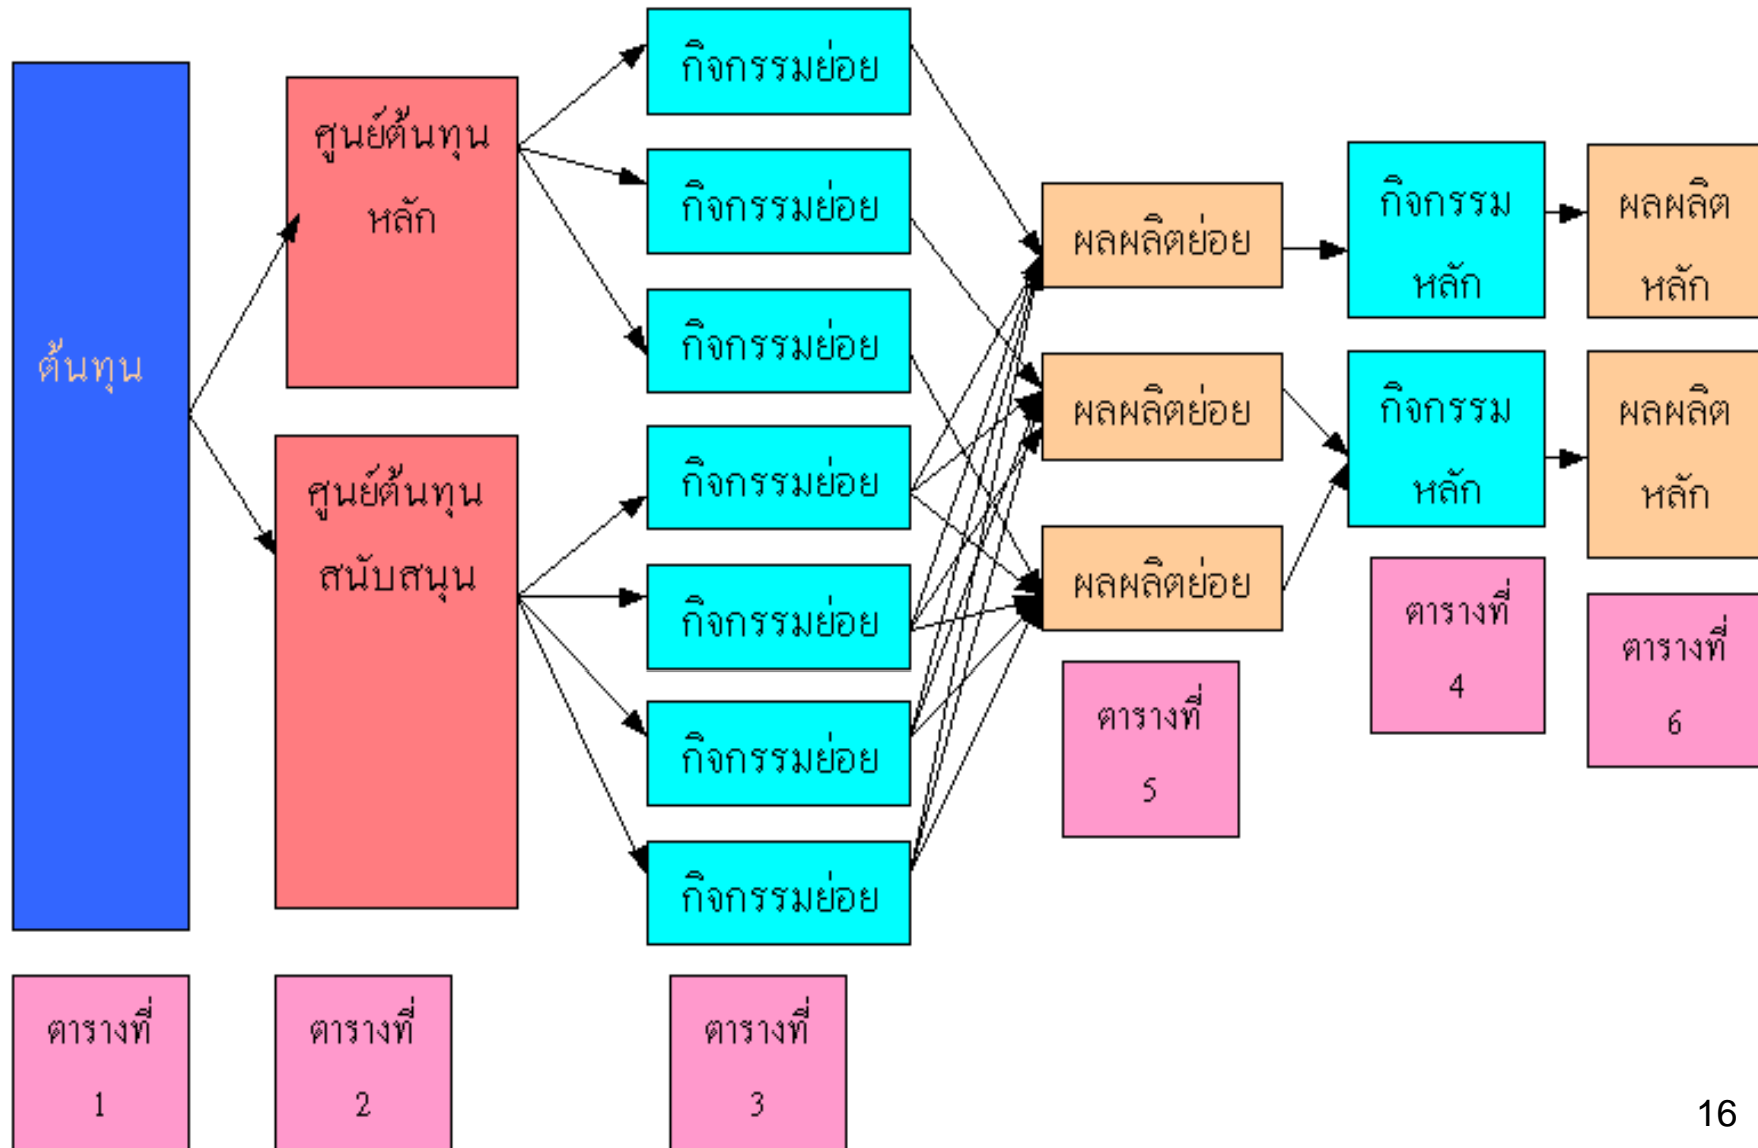 ต้นทุน
ศูนย์ต้นทุน
หลัก
ศูนย์ต้นทุน
สนับสนุน
กิจกรรมย่อย
กิจกรรมย่อย
กิจกรรมย่อย
กิจกรรมย่อย
กิจกรรมย่อย
กิจกรรมย่อย
กิจกรรมย่อย
ผลผลิตย่อย
ผลผลิตย่อย
ผลผลิตย่อย
กิจกรรม
หลัก
กิจกรรม
หลัก
ผลผลิต
หลัก
ผลผลิต
หลัก
ตารางที่
1
ตารางที่
2
ตารางที่
3
ตารางที่
5
ตารางที่
4
ตารางที่
6
16